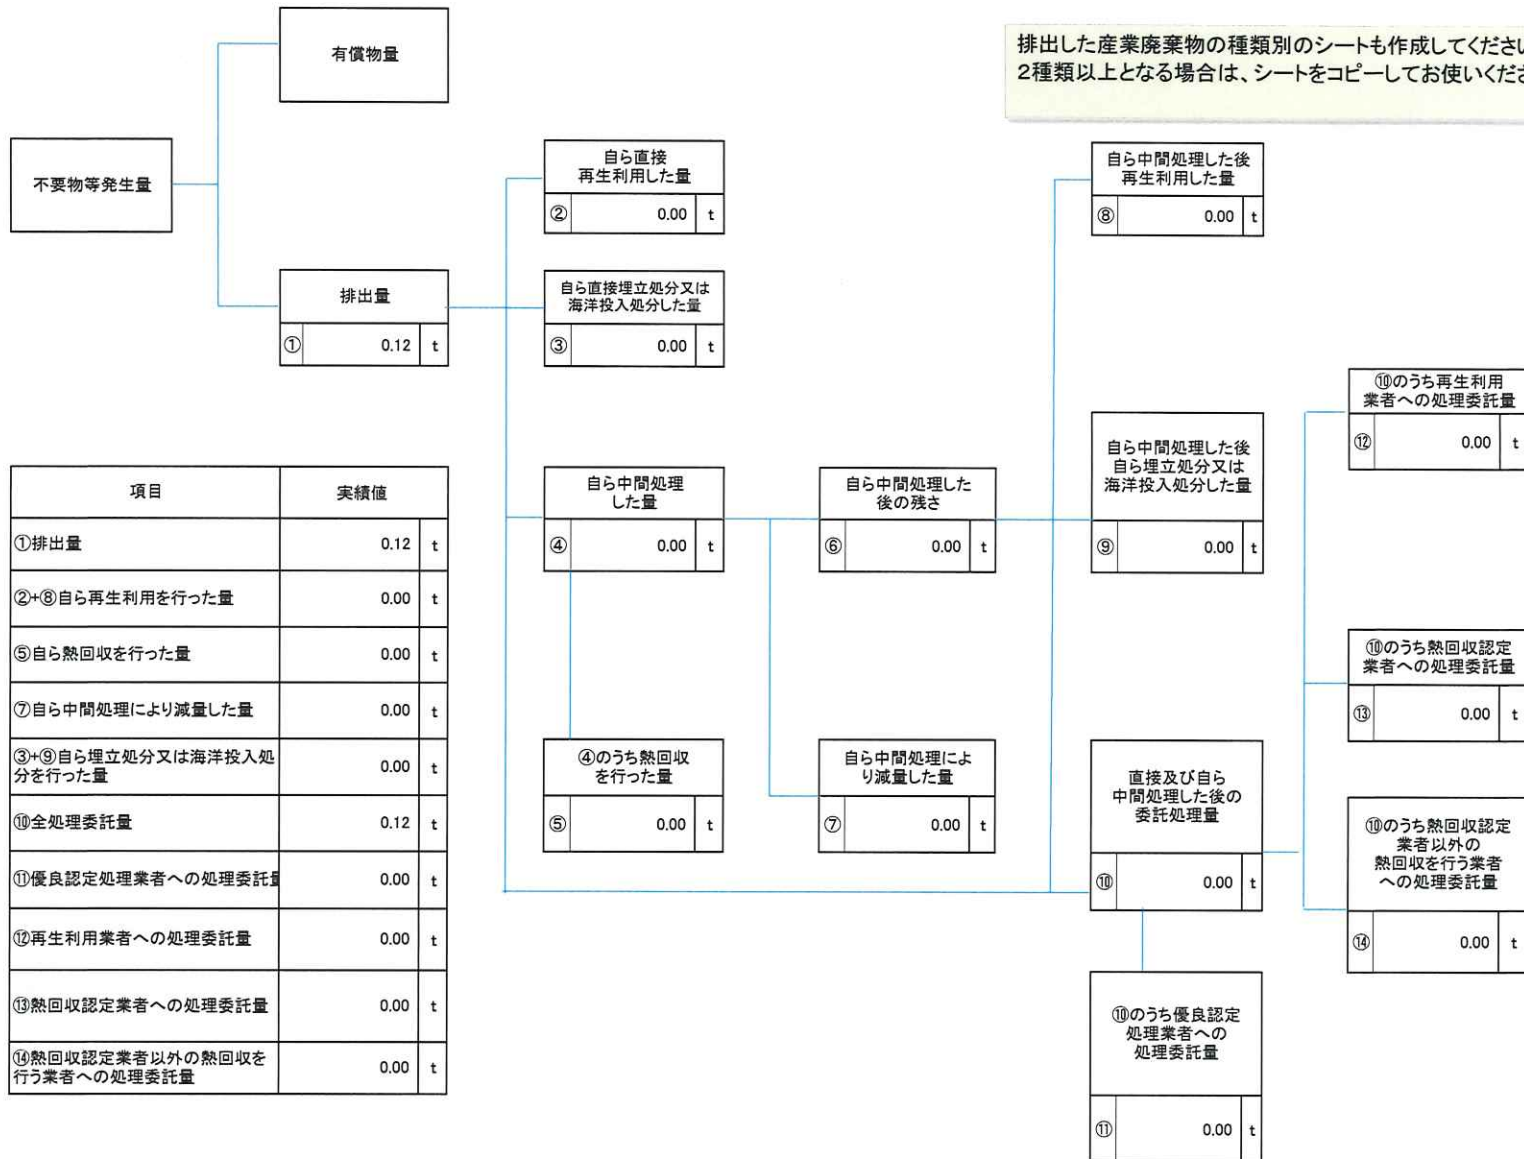 有償物量
排出した産業廃棄物の種類別のシートも作成してください
2種類以上となる場合は、シートをコピーしてお使いくださ
不要物等発生量
自ら直接
再生利用した量
② 0.00 t
自ら中間処理した後
再生利用した量
⑧ 0.00 t
排出量
① 0.12 t
自ら直接埋立処分又は
海洋投入処分した量
③ 0.00 t
⑩のうち再生利用
業者への処理委託量
⑫ 0.00 t
自ら中間処理
した量
④ 0.00 t
自ら中間処理した
後の残さ
⑥ 0.00 t
自ら中間処理した後
自ら埋立処分又は
海洋投入処分した量
⑨ 0.00 t
⑩のうち熱回収認定
業者への処理委託量
⑬ 0.00 t
④のうち熱回収
を行った量
⑤ 0.00 t
自ら中間処理によ
り減量した量
⑦ 0.00 t
直接及び自ら
中間処理した後の
委託処理量
⑩ 0.00 t
⑩のうち熱回収認定
業者以外の
熱回収を行う業者
への処理委託量
⑭ 0.00 t
⑩のうち優良認定
処理業者への
処理委託量
⑪ 0.00 t
項目 実績値
①排出量 0.12 t
②+⑧自ら再生利用を行った量 0.00 t
⑤自ら熱回収を行った量 0.00 t
⑦自ら中間処理により減量した量 0.00 t
③+⑨自ら埋立処分又は海洋投入処
分を行った量 0.00 t
⑩全処理委託量 0.12 t
⑪優良認定処理業者への処理委託量 0.00 t
⑫再生利用業者への処理委託量 0.00 t
⑬熱回収認定業者への処理委託量 0.00 t
⑭熱回収認定業者以外の熱回収を
行う業者への処理委託量 0.00 t